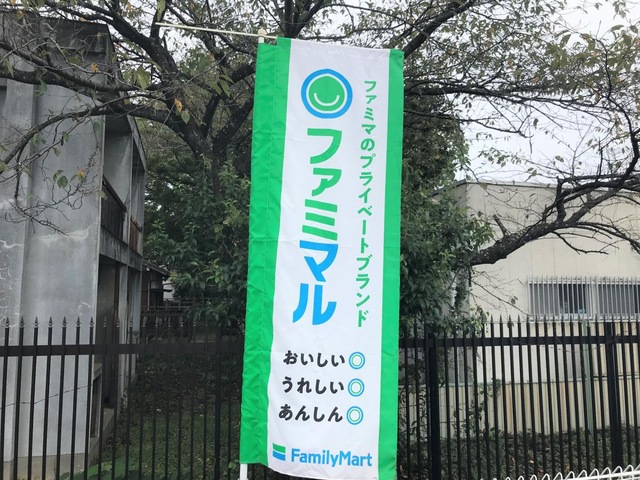 ファミマのプライベートブランド
ファミマル
おいしい◎
うれしい◎
あんしん◎
FamilyMart